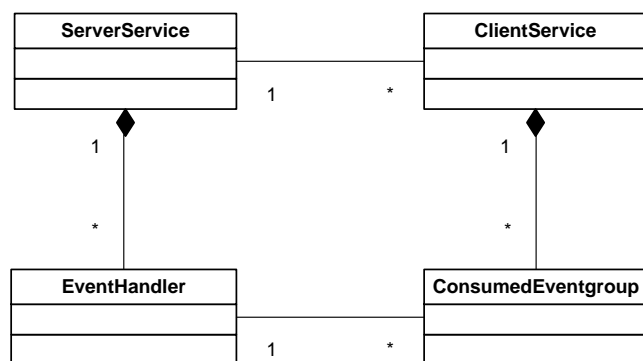 ServerService
ClientService
1
*
1
1
*
*
EventHandler
ConsumedEventgroup
1
*